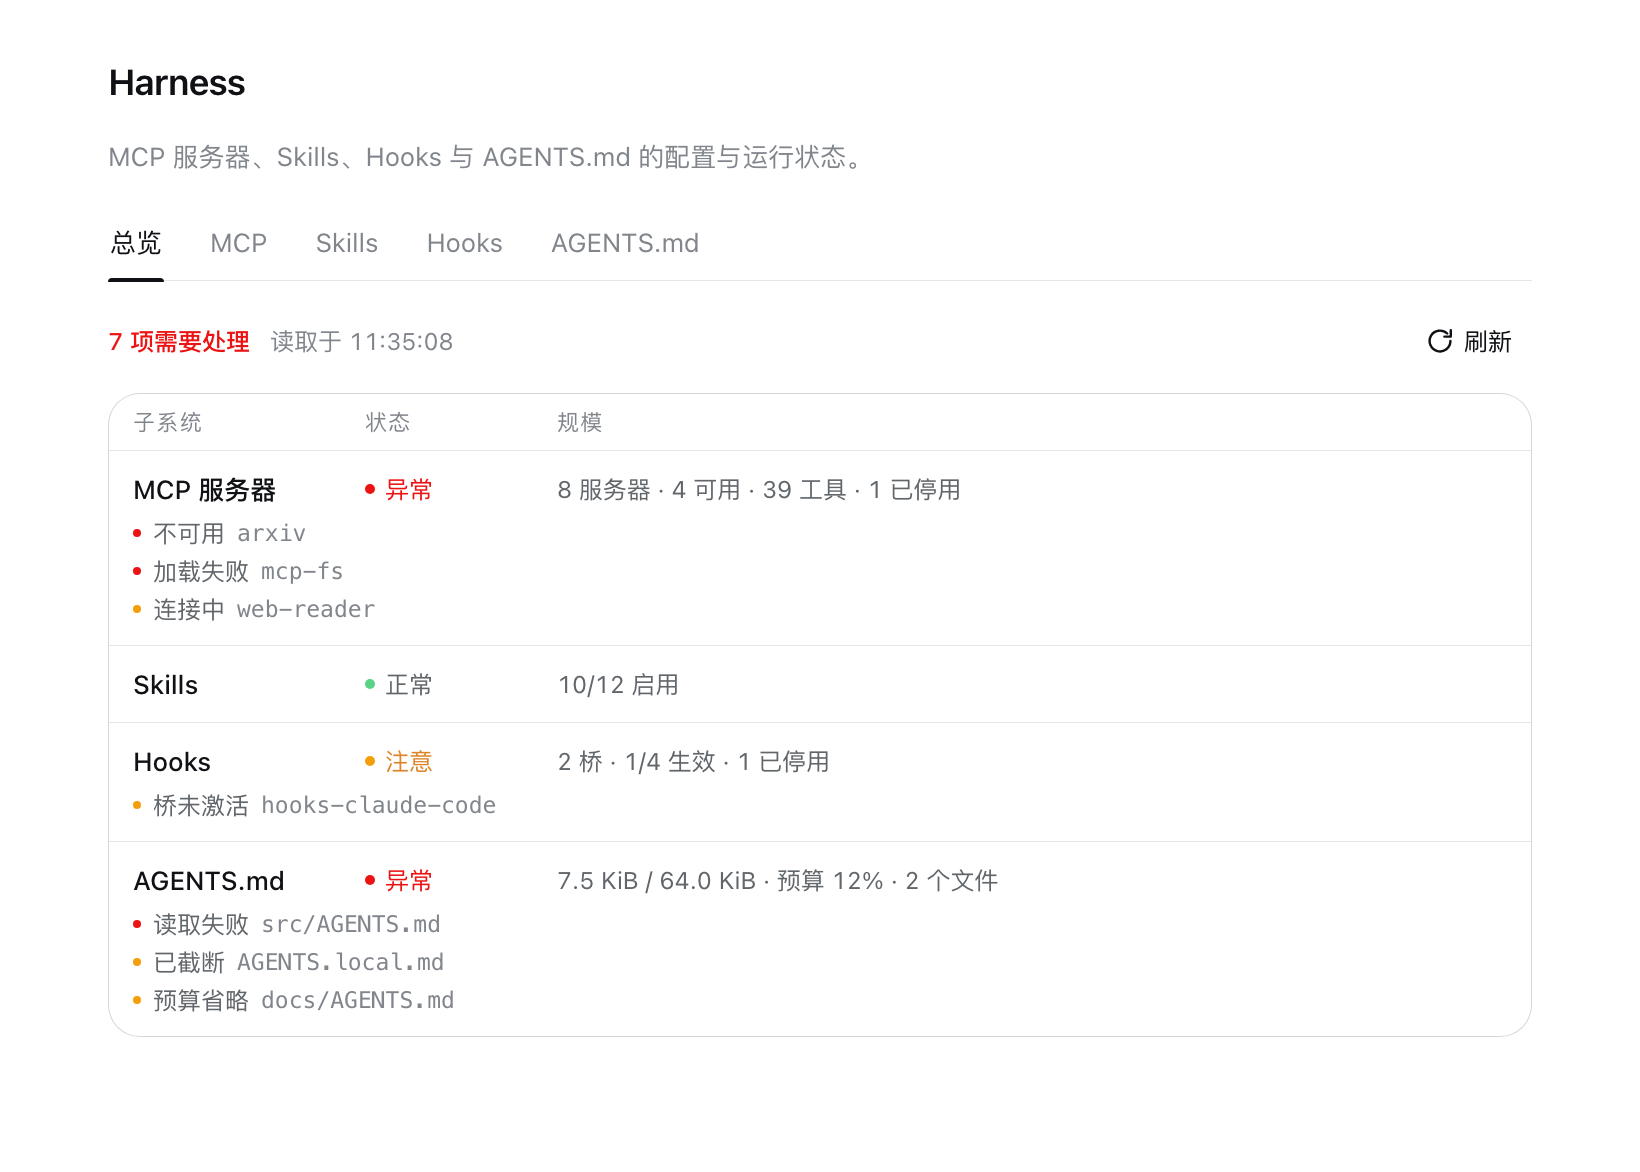 Harness
MCP 服务器、Skills、Hooks 与 AGENTS.md 的配置与运行状态。
总览 MCP Skills Hooks AGENTS.md
7 项需要处理 读取于 11:35:08 刷新
子系统 状态 规模
MCP 服务器 异常 8 服务器 · 4 可用 · 39 工具 · 1 已停用
不可用 arxiv
加载失败 mcp-fs
连接中 web-reader
Skills 正常 10/12 启用
Hooks 注意 2 桥 · 1/4 生效 · 1 已停用
桥未激活 hooks-claude-code
AGENTS.md 异常 7.5 KiB / 64.0 KiB · 预算 12% · 2 个文件
读取失败 src/AGENTS.md
已截断 AGENTS.local.md
预算省略 docs/AGENTS.md